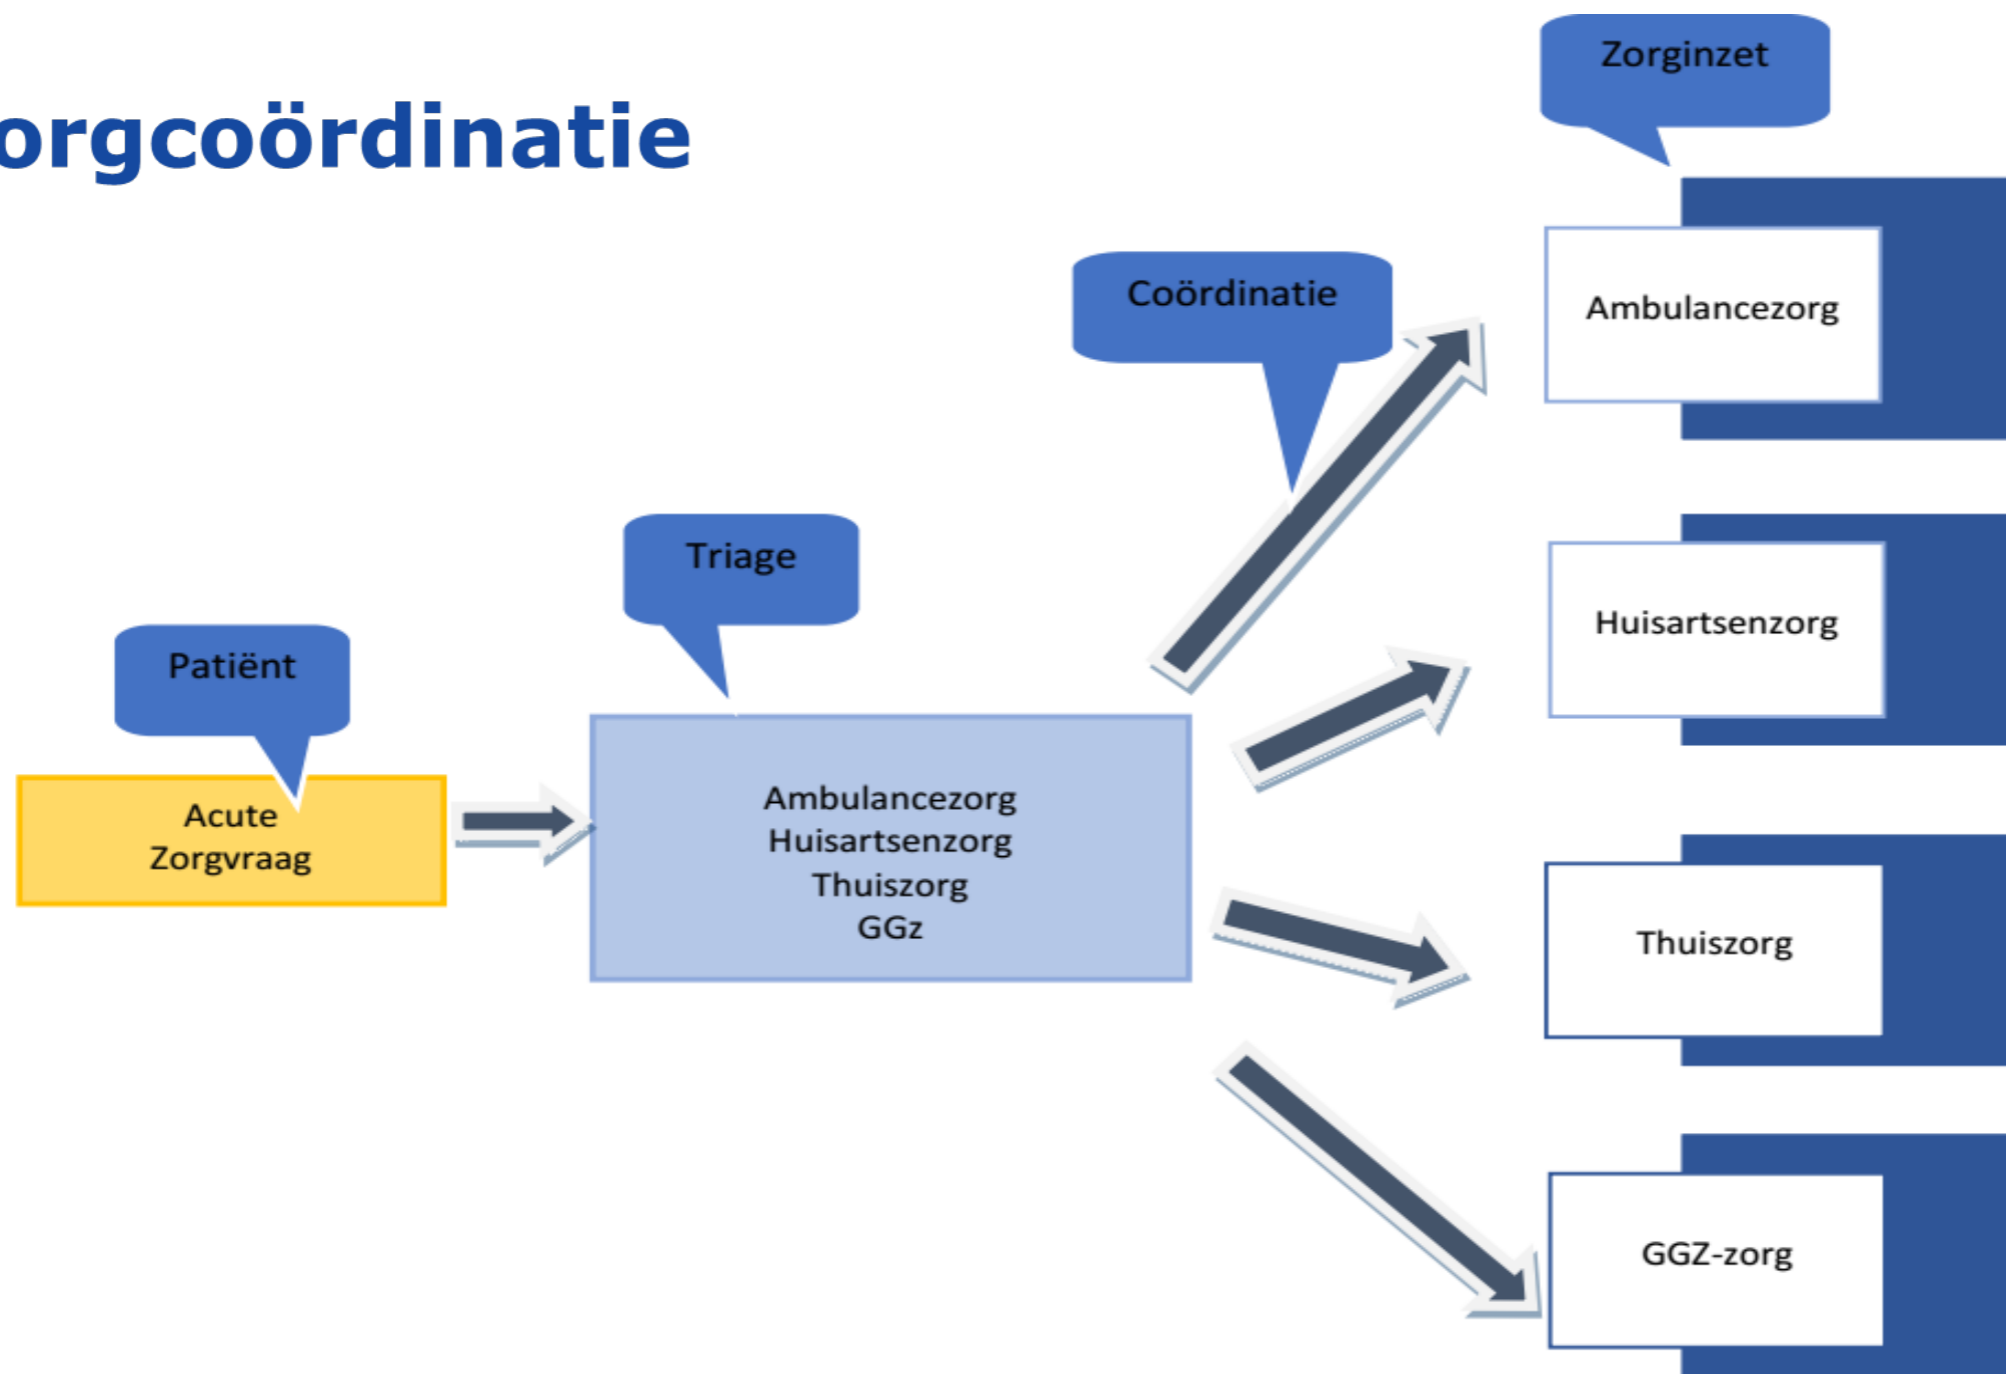 orgcoördinatie
Zorginzet
Coördinatie
Triage
Patiënt
Acute
Zorgvraag
Ambulancezorg
Huisartsenzorg
Thuiszorg
GGz
Ambulancezorg
Huisartsenzorg
Thuiszorg
GGZ-zorg